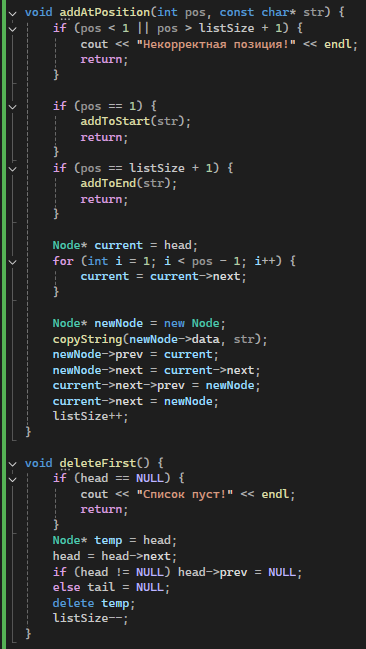 void addAtPosition(int pos, const char* str) {
    if (pos < 1 || pos > listSize + 1) {
        cout << "Некорректная позиция!" << endl;
        return;
    }

    if (pos == 1) {
        addToStart(str);
        return;
    }
    if (pos == listSize + 1) {
        addToEnd(str);
        return;
    }

    Node* current = head;
    for (int i = 1; i < pos - 1; i++) {
        current = current->next;
    }

    Node* newNode = new Node;
    copyString(newNode->data, str);
    newNode->prev = current;
    newNode->next = current->next;
    current->next->prev = newNode;
    current->next = newNode;
    listSize++;
}

void deleteFirst() {
    if (head == NULL) {
        cout << "Список пуст!" << endl;
        return;
    }
    Node* temp = head;
    head = head->next;
    if (head != NULL) head->prev = NULL;
    else tail = NULL;
    delete temp;
    listSize--;
}